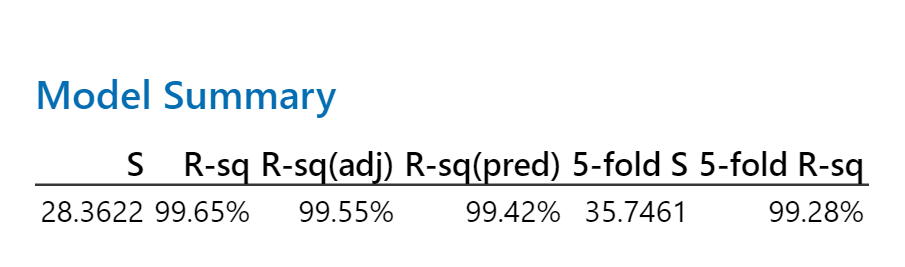 Model Summary
S R-sq R-sq(adj) R-sq(pred) 5-fold S 5-fold R-sq
28.3622 99.65% 99.55% 99.42% 35.7461 99.28%